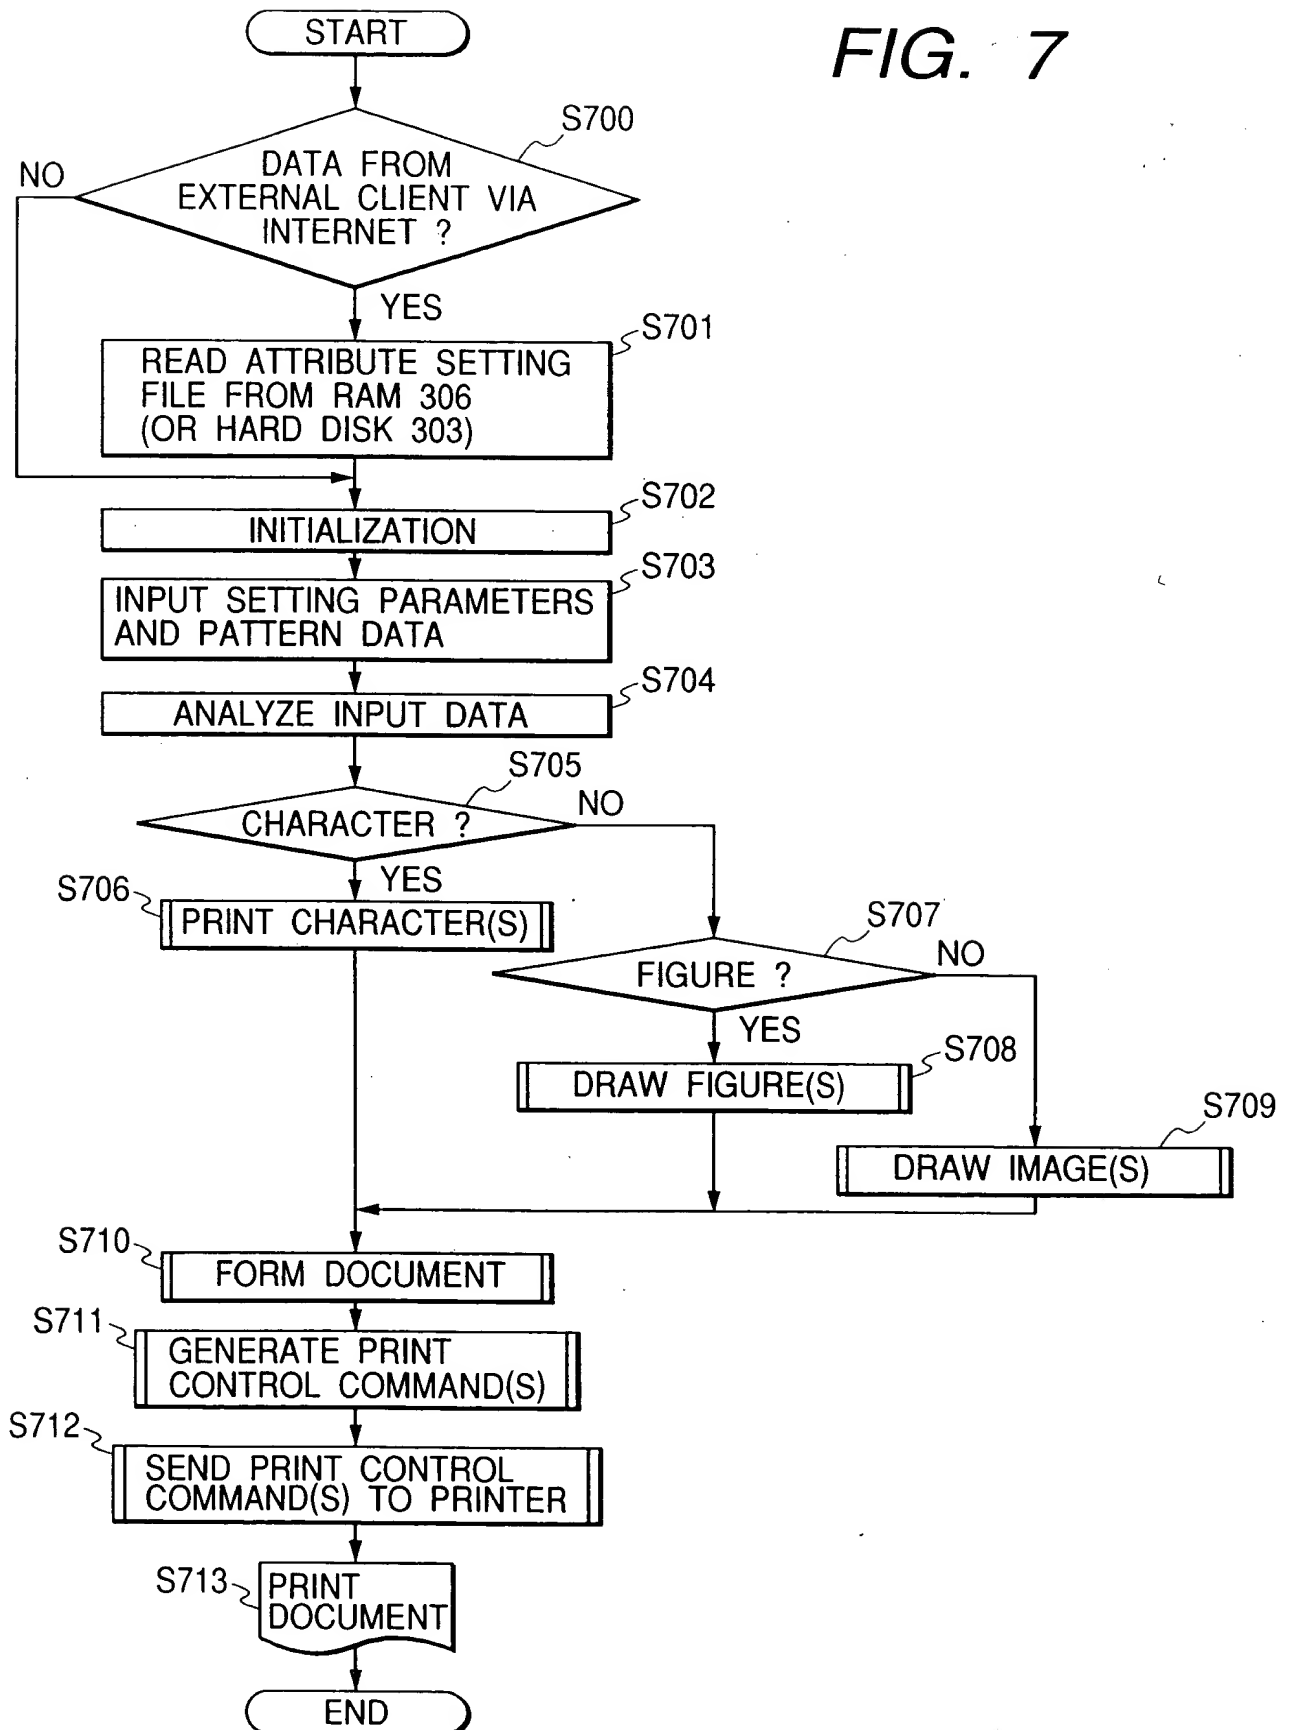 START
FIG. 7
S700
NO
DATA FROM
EXTERNAL CLIENT VIA
INTERNET ?
YES
S701
READ ATTRIBUTE SETTING
FILE FROM RAM 306
(OR HARD DISK 303)
S702
INITIALIZATION
S703
INPUT SETTING PARAMETERS
AND PATTERN DATA
S704
ANALYZE INPUT DATA
S705
CHARACTER ?
NO
YES
S706
PRINT CHARACTER(S)
S707
FIGURE ?
NO
YES
S708
DRAW FIGURE(S)
S709
DRAW IMAGE(S)
S710
FORM DOCUMENT
S711
GENERATE PRINT
CONTROL COMMAND(S)
S712
SEND PRINT CONTROL
COMMAND(S) TO PRINTER
S713
PRINT
DOCUMENT
END